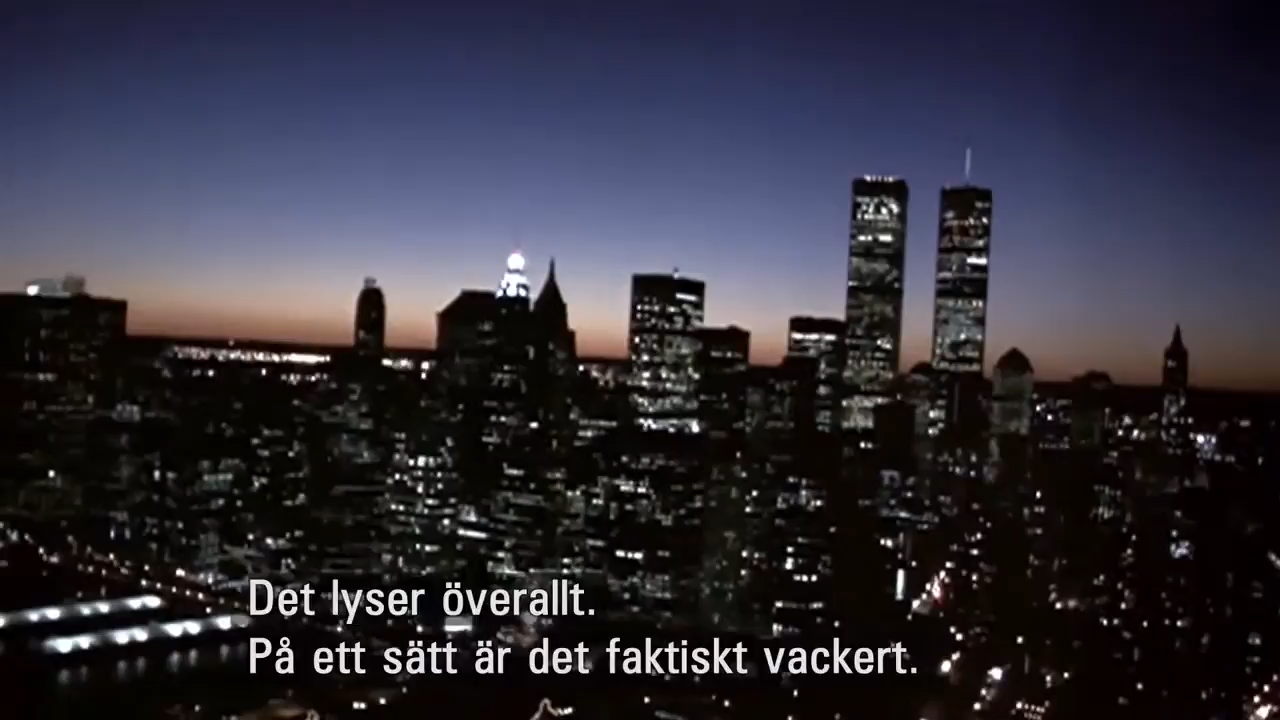 Det lyser överallt.
På ett sätt är det faktiskt vackert.